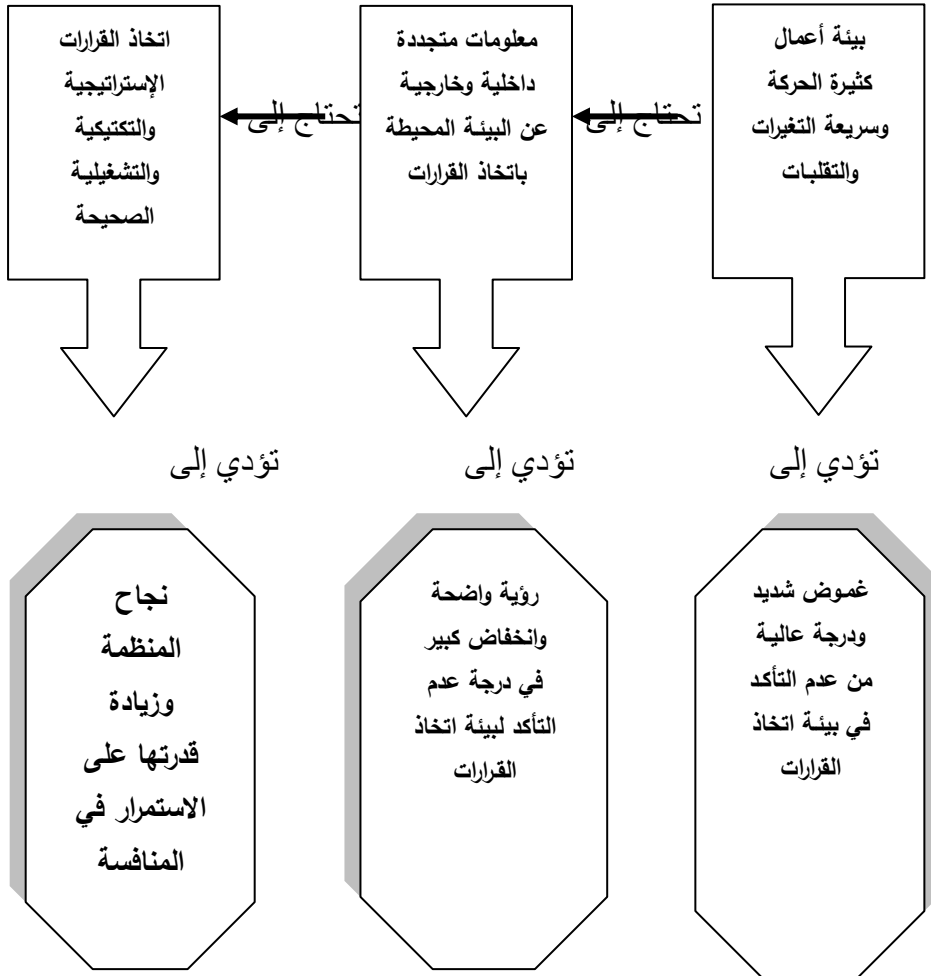 بيئة أعمال
كثيرة الحركة
وسريعة التغيرات
والتقلبات
تحتاج إلى
معلومات متجددة
داخلية وخارجية
عن البيئة المحيطة
باتخاذ القرارات
تحتاج إلى
اتخاذ القرارات
الإستراتيجية
والتكتيكية
والتشغيلية
الصحيحة
تؤدي إلى
تؤدي إلى
تؤدي إلى
غموض شديد
ودرجة عالية
من عدم التأكد
في بيئة اتخاذ
القرارات
رؤية واضحة
وانخفاض كبير
في درجة عدم
التأكد لبيئة اتخاذ
القرارات
نجاح
المنظمة
وزيادة
قدرتها على
الاستمرار في
المنافسة